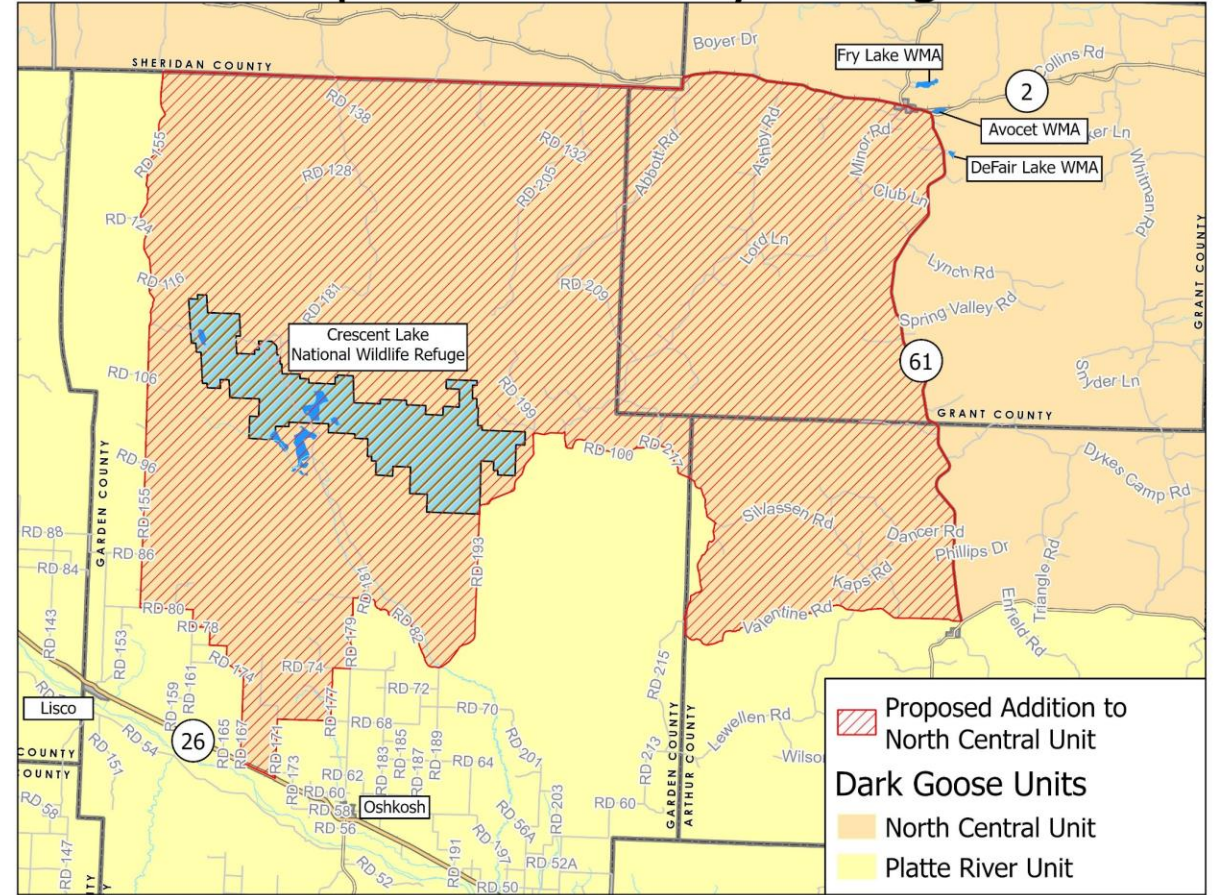 Boyer Dr
SHERIDAN COUNTY
Fry Lake WMA
Collins Rd
2
RD 138
Avocet WMA
RD 155
RD 132
Abbott Rd
Ashby Rd
Minor Rd
ker Ln
DeFair Lake WMA
RD 128
RD 205
Club Ln
Whitman Rd
RD 124
Lord Ln
RD 116
RD 181
RD 209
Lynch Rd
GRANT COUNTY
Spring Valley Rd
Crescent Lake
National Wildlife Refuge
61
RD 106
Snyder Ln
RD 199
GRANT COUNTY
RD 100
RD 217
RD 96
Dykes Camp Rd
GARDEN COUNTY
RD 155
Silvassen Rd
RD 88
Dancer Rd
RD 86
Phillips Dr
RD 84
RD 193
Kaps Rd
Triangle Rd
RD 181
Enfield Rd
RD 80
RD 82
Valentine Rd
RD 143
RD 153
RD 78
RD 179
RD 174
RD 74
RD 215
RD 161
RD 177
RD 72
RD 159
RD 70
Lisco
RD 165
RD 167
RD 171
RD 68
Lewellen Rd
26
RD 185
RD 189
RD 201
RD 213
Wilso
RD 54
COUNTY
RD 183
RD 187
RD 64
RD 151
RD 173
RD 62
GARDEN COUNTY
ARTHUR COUNTY
OUNTY
RD 60
Oshkosh
RD 203
RD 60
RD 58
RD 58
RD 56
RD 56A
RD 147
RD 191
RD 197
RD 52A
RD 52
RD 50
Proposed Addition to
North Central Unit
Dark Goose Units
North Central Unit
Platte River Unit